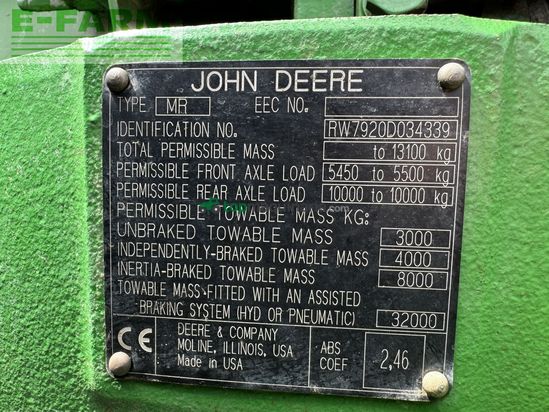 E-FARM
JOHN DEERE
TYPE MR EEC NO.
IDENTIFICATION NO. RW7920D034339
TOTAL PERMISSIBLE MASS to 13100 kg
PERMISSIBLE FRONT AXLE LOAD 5450 to 5500 kg
PERMISSIBLE REAR AXLE LOAD 10000 to 10000 kg
PERMISSIBLE TOWABLE MASS KG:
UNBRAKED TOWABLE MASS 3000
INDEPENDENTLY-BRAKED TOWABLE MASS 4000
INERTIA-BRAKED TOWABLE MASS 8000
TOWABLE MASS FITTED WITH AN ASSISTED
BRAKING SYSTEM (HYD OR PNEUMATIC) 32000
CE DEERE & COMPANY
MOLINE, ILLINOIS, USA ABS
Made in USA COEF 2,46